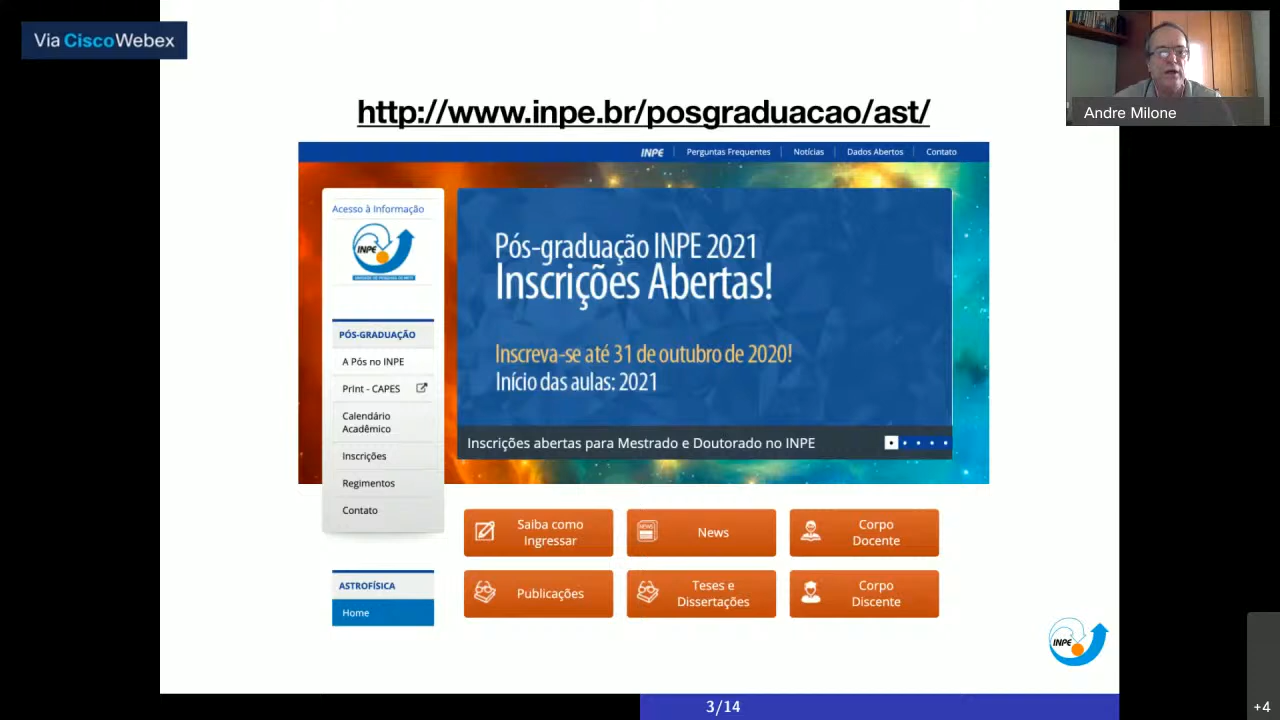 Via CiscoWebex
Andre Milone
http://www.inpe.br/posgraduacao/ast/
INPE
Perguntas Frequentes
Notícias
Dados Abertos
Contato
Acesso à Informação
INPE
PÓS-GRADUAÇÃO
A Pós no INPE
PrInt - CAPES
Calendário
Acadêmico
Inscrições
Regimentos
Contato
ASTROFÍSICA
Home
Pós-graduação INPE 2021
Inscrições Abertas!
Inscreva-se até 31 de outubro de 2020!
Início das aulas: 2021
Inscrições abertas para Mestrado e Doutorado no INPE
Saiba como
Ingressar
NEWS
News
Corpo
Docente
Publicações
Teses e
Dissertações
Corpo
Discente
INPE
3/14
+4